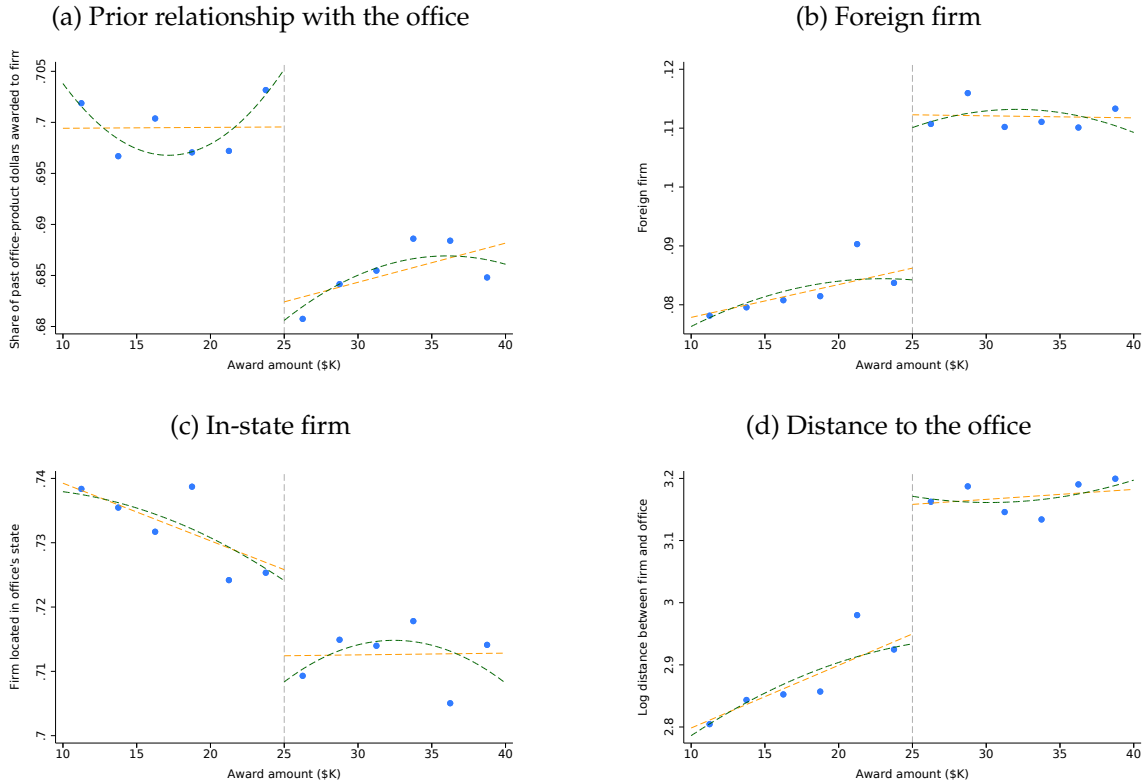 (a) Prior relationship with the office
Share of past office-product dollars awarded to firm
.705
.7
.695
.69
.685
.68
10 15 20 25 30 35 40
Award amount ($K)
(b) Foreign firm
Foreign firm
.12
.11
.1
.09
.08
10 15 20 25 30 35 40
Award amount ($K)
(c) In-state firm
Firm located in office's state
.74
.73
.72
.71
.7
10 15 20 25 30 35 40
Award amount ($K)
(d) Distance to the office
Log distance between firm and office
3.2
3.1
3
2.9
2.8
10 15 20 25 30 35 40
Award amount ($K)